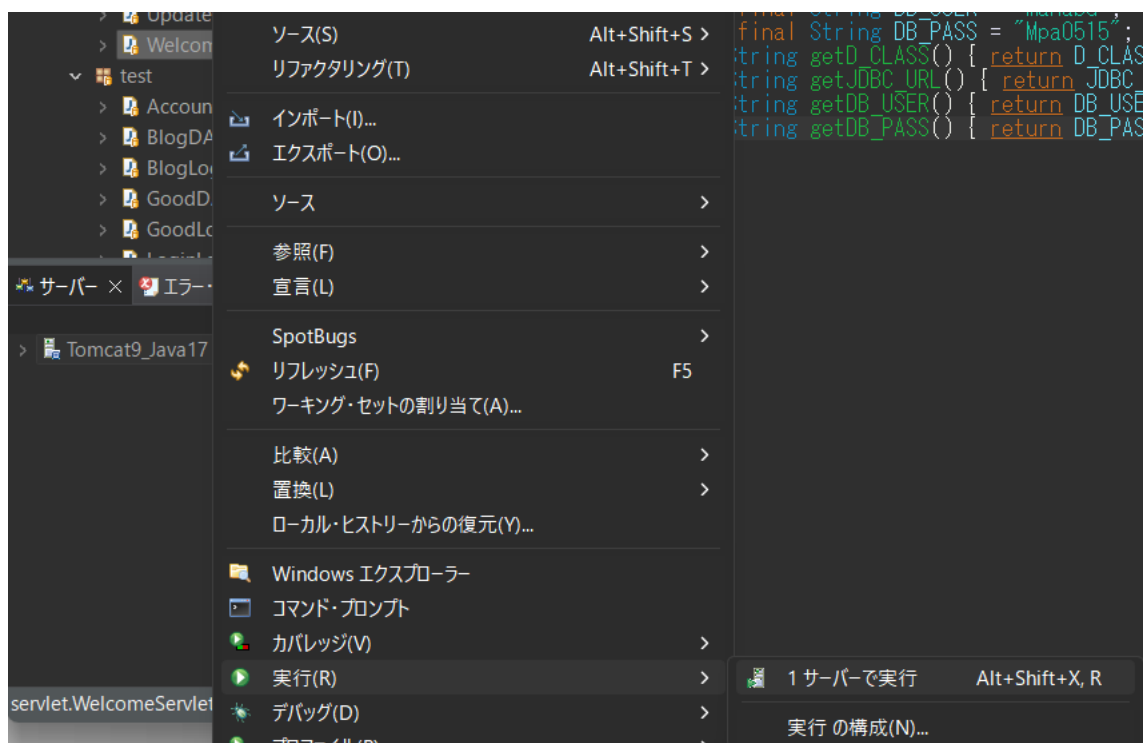 Update
Welcom
test
Accoun
BlogDA
BlogLo
GoodD
GoodLo
サーバー
エラー・
Tomcat9_Java17
servlet.WelcomeServlet
ソース(S) Alt+Shift+S >
リファクタリング(T) Alt+Shift+T >
インポート(I)...
エクスポート(O)...
ソース
参照(F)
宣言(L)
SpotBugs
リフレッシュ(F) F5
ワーキング・セットの割り当て(A)...
比較(A)
置換(L)
ローカル・ヒストリーからの復元(Y)...
Windows エクスプローラー
コマンド・プロンプト
カバレッジ(V)
実行(R)
デバッグ(D)
1 サーバーで実行 Alt+Shift+X, R
実行 の構成(N)...
final String DB_PASS = "Mpa0515";
tring getD_CLASS() { return D_CLAS
tring getJDBC_URL() { return JDBC_
tring getDB_USER() { return DB_USE
tring getDB_PASS() { return DB_PAS